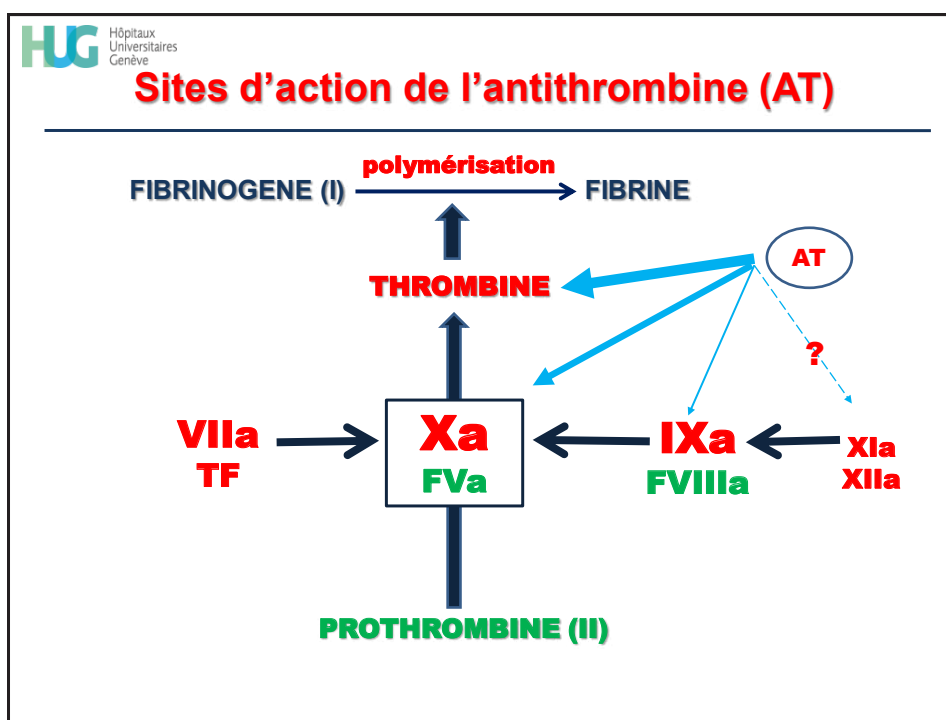 HUG
Hôpitaux
Universitaires
Genève
Sites d'action de l'antithrombine (AT)
polymérisation
FIBRINOGENE (I)
FIBRINE
AT
THROMBINE
?
VIIa
TF
Xa
FVa
IXa
FVIIIa
XIa
XIIa
PROTHROMBINE (II)